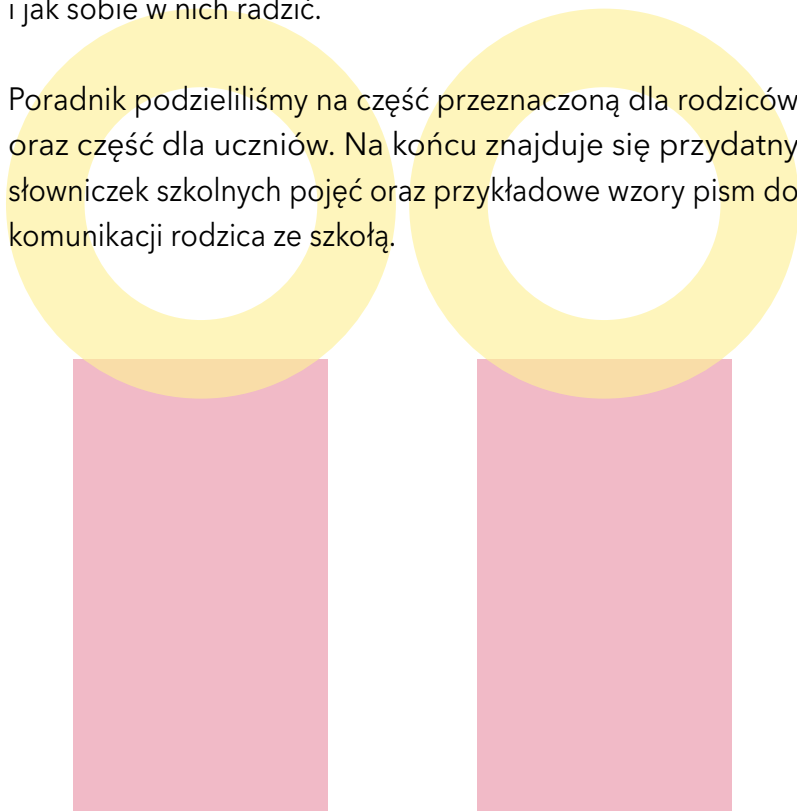 i jak sobie w nich radzić.
Poradnik podzieliliśmy na część przeznaczoną dla rodziców
oraz część dla uczniów. Na końcu znajduje się przydatny
słowniczek szkolnych pojęć oraz przykładowe wzory pism do
komunikacji rodzica ze szkołą.